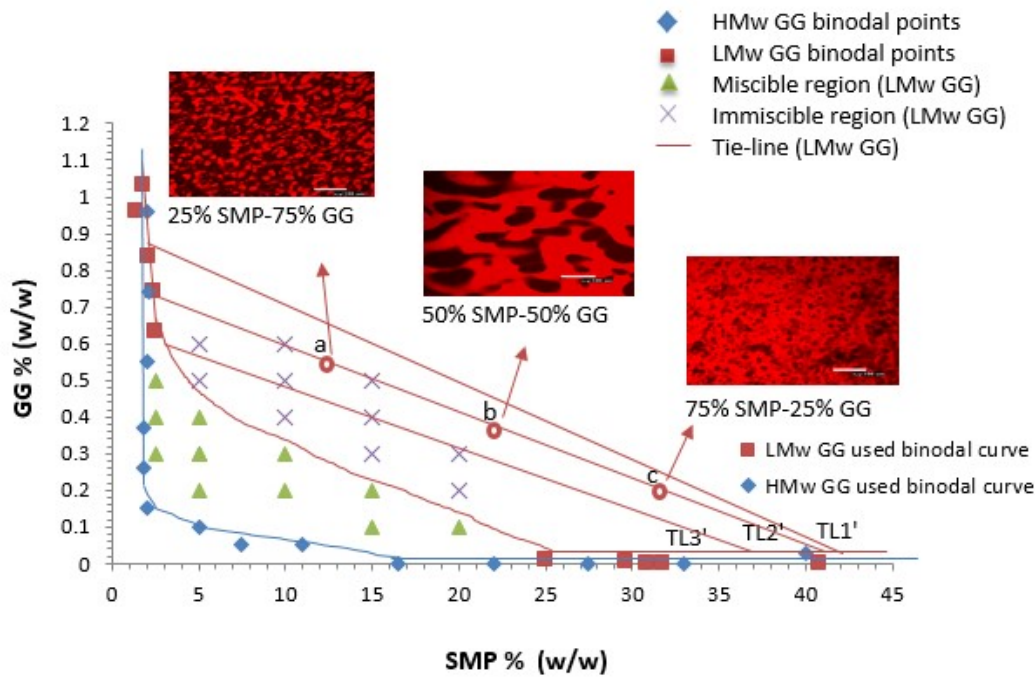 HMw GG binodal points
LMw GG binodal points
Miscible region (LMw GG)
Immiscible region (LMw GG)
Tie-line (LMw GG)
1.2
1.1
1
0.9
0.8
0.7
0.6
0.5
0.4
0.3
0.2
0.1
0
GG % (w/w)
25% SMP-75% GG
50% SMP-50% GG
75% SMP-25% GG
a
b
c
LMw GG used binodal curve
HMw GG used binodal curve
TL3'
TL2'
TL1'
0 5 10 15 20 25 30 35 40 45
SMP % (w/w)